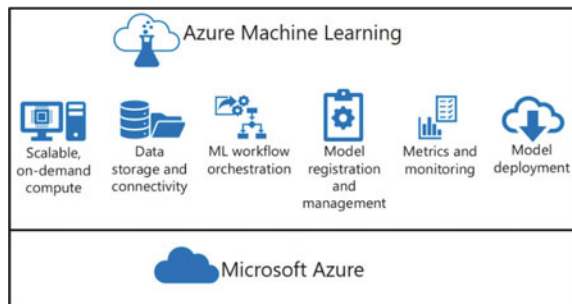 Azure Machine Learning
Scalable,
on-demand
compute
Data
storage and
connectivity
ML workflow
orchestration
Model
registration
and
management
Metrics and
monitoring
Model
deployment
Microsoft Azure